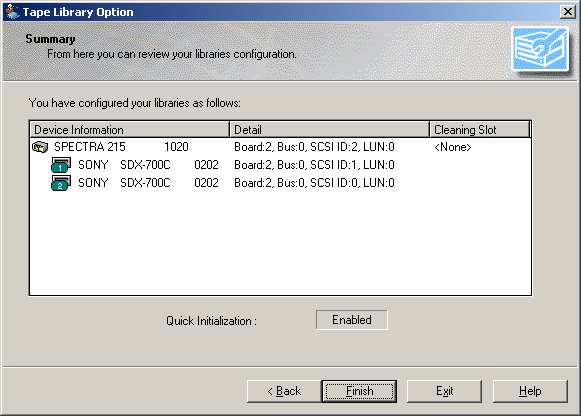 Tape Library Option
Summary
From here you can review your libraries configuration.
You have configured your libraries as follows:
Device Information Detail Cleaning Slot
SPECTRA 215 1020 Board:2, Bus:0, SCSI ID:2, LUN:0 <None>
1 SONY SDX-700C 0202 Board:2, Bus:0, SCSI ID:1, LUN:0
2 SONY SDX-700C 0202 Board:2, Bus:0, SCSI ID:0, LUN:0
Quick Initialization : Enabled
< Back Finish Exit Help